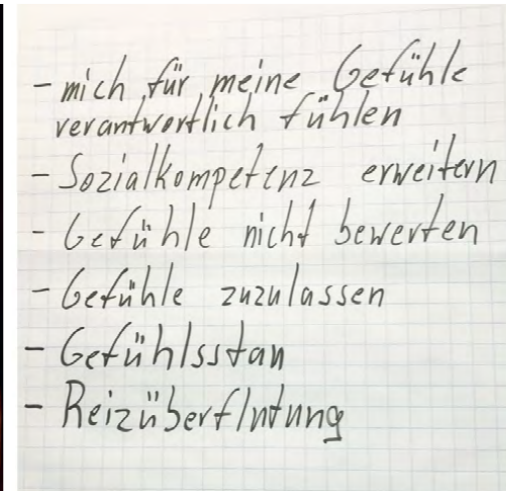 - mich für meine Gefühle
verantwortlich fühlen
- Sozialkompetenz erweitern
- Gefühle nicht bewerten
- Gefühle zuzulassen
- Gefühlsstau
- Reizüberflutung